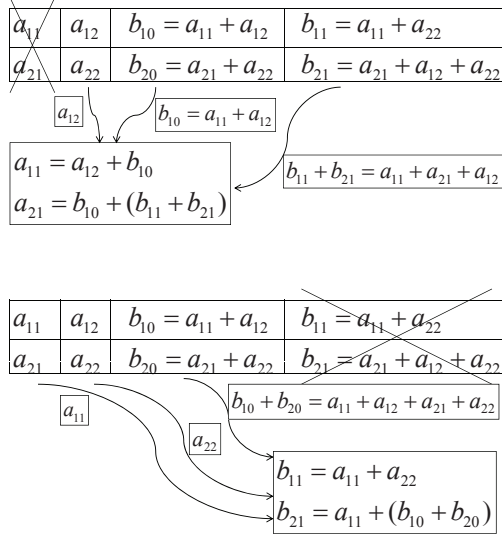 a₁₁ a₁₂ b₁₀ = a₁₁ + a₁₂ b₁₁ = a₁₁ + a₂₂
a₂₁ a₂₂ b₂₀ = a₂₁ + a₂₂ b₂₁ = a₂₁ + a₁₂ + a₂₂
a₁₂
b₁₀ = a₁₁ + a₁₂
a₁₁ = a₁₂ + b₁₀
a₂₁ = b₁₀ + (b₁₁ + b₂₁)
b₁₁ + b₂₁ = a₁₁ + a₂₁ + a₁₂
a₁₁ a₁₂ b₁₀ = a₁₁ + a₁₂ b₁₁ = a₁₁ + a₂₂
a₂₁ a₂₂ b₂₀ = a₂₁ + a₂₂ b₂₁ = a₂₁ + a₁₂ + a₂₂
a₁₁
a₂₂
b₁₀ + b₂₀ = a₁₁ + a₁₂ + a₂₁ + a₂₂
b₁₁ = a₁₁ + a₂₂
b₂₁ = a₁₁ + (b₁₀ + b₂₀)